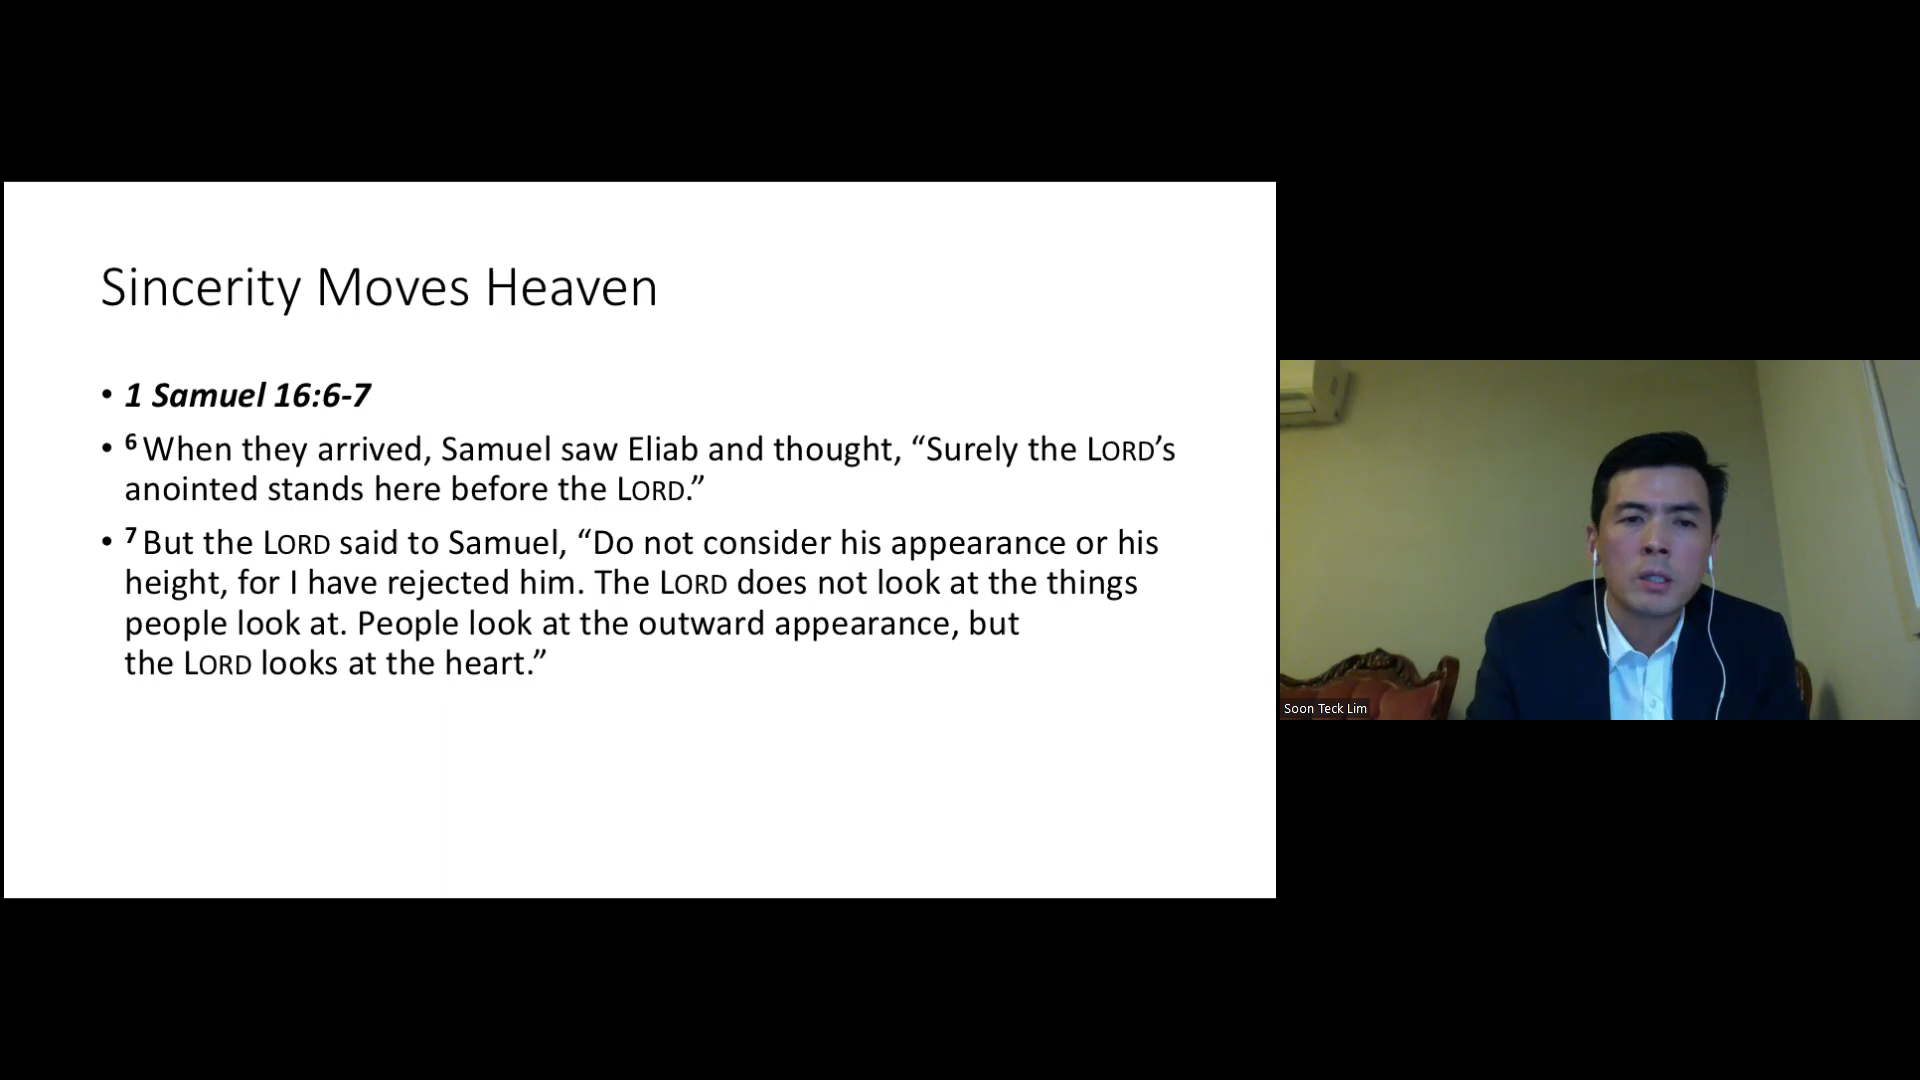 Sincerity Moves Heaven
• 1 Samuel 16:6-7
• 6 When they arrived, Samuel saw Eliab and thought, “Surely the LORD’s
anointed stands here before the LORD.”
• 7 But the LORD said to Samuel, “Do not consider his appearance or his
height, for I have rejected him. The LORD does not look at the things
people look at. People look at the outward appearance, but
the LORD looks at the heart.”
Soon Teck Lim